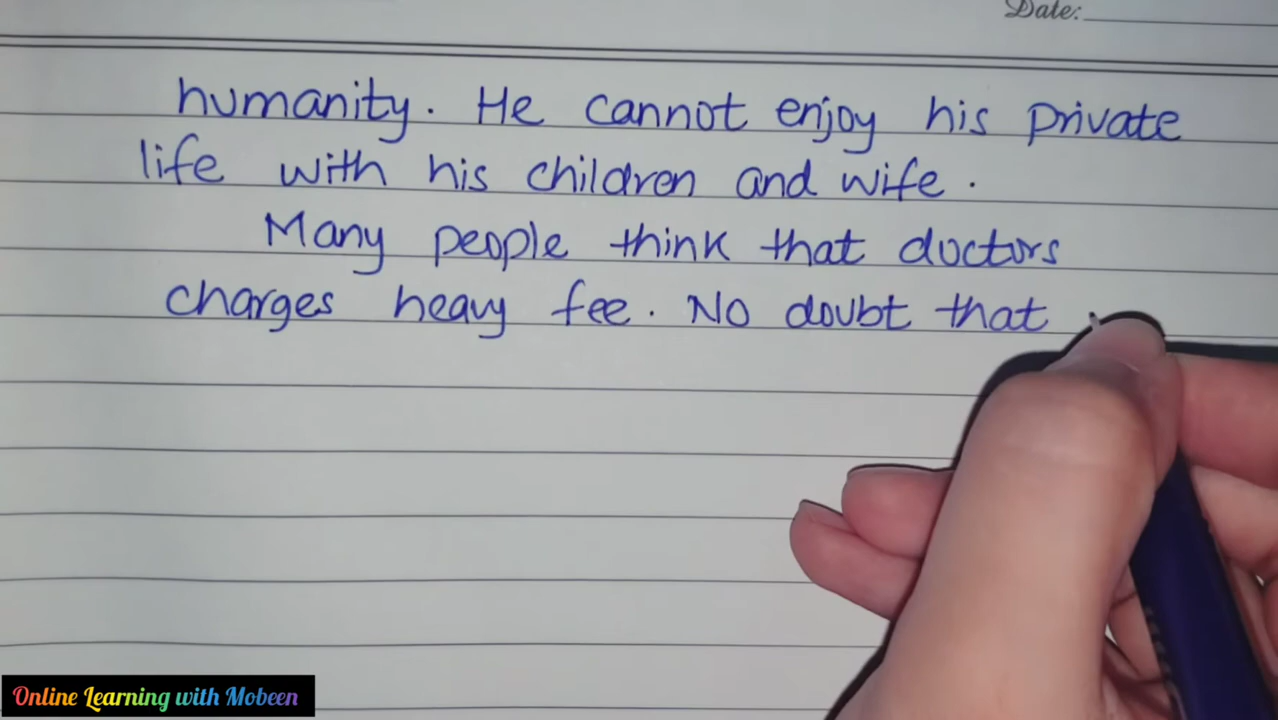 Date:
humanity. He cannot enjoy his private
life with his children and wife.
Many people think that doctors
charges heavy fee. No doubt that
Online Learning with Mobeen